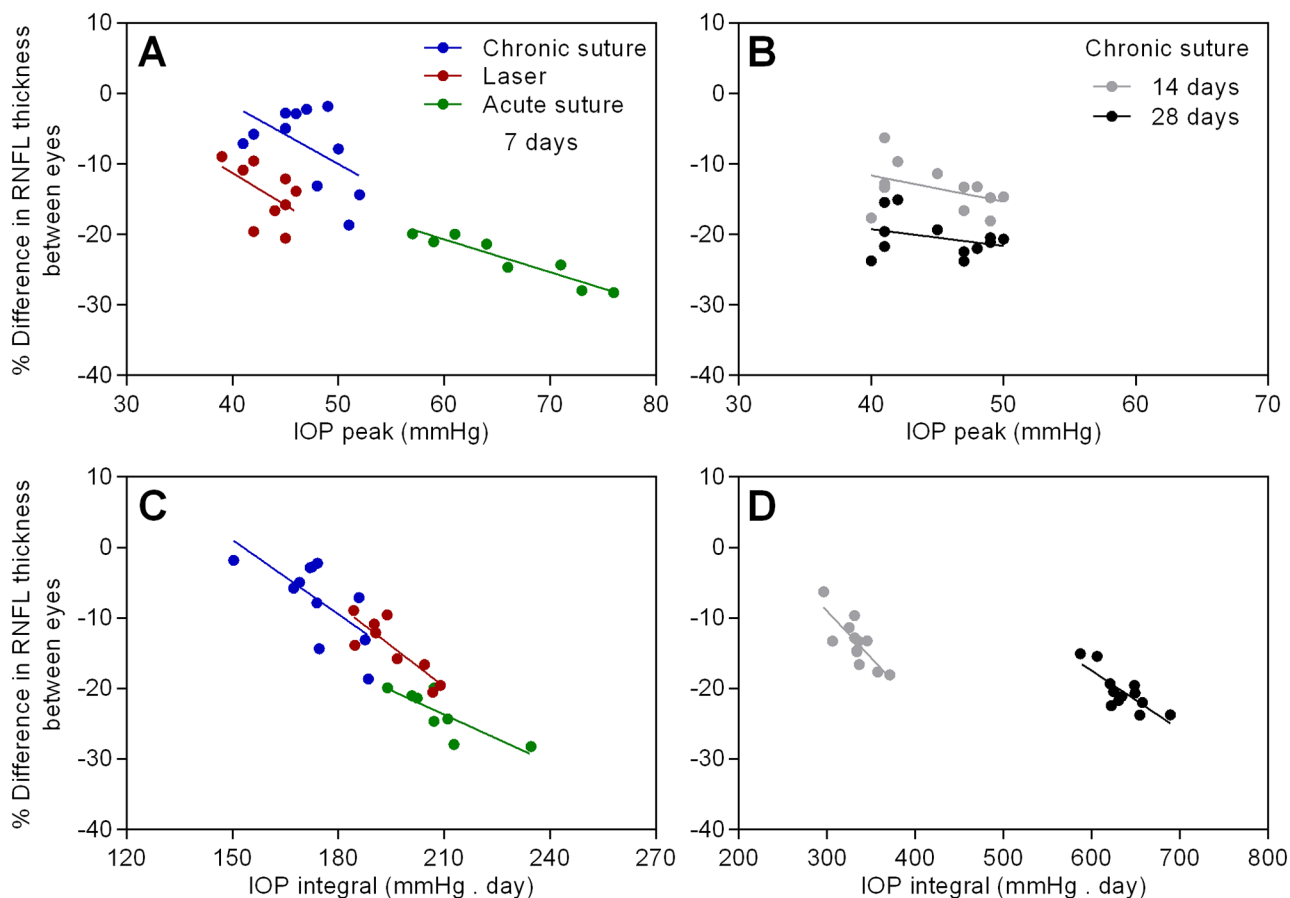 A
Chronic suture
Laser
Acute suture
7 days
10
0
-10
-20
-30
-40
30
40
50
60
70
80
IOP peak (mmHg)
% Difference in RNFL thickness
between eyes
B
Chronic suture
14 days
28 days
10
0
-10
-20
-30
-40
30
40
50
60
70
IOP peak (mmHg)
C
10
0
-10
-20
-30
-40
120
150
180
210
240
270
IOP integral (mmHg . day)
% Difference in RNFL thickness
between eyes
D
10
0
-10
-20
-30
-40
200
300
400
500
600
700
800
IOP integral (mmHg . day)